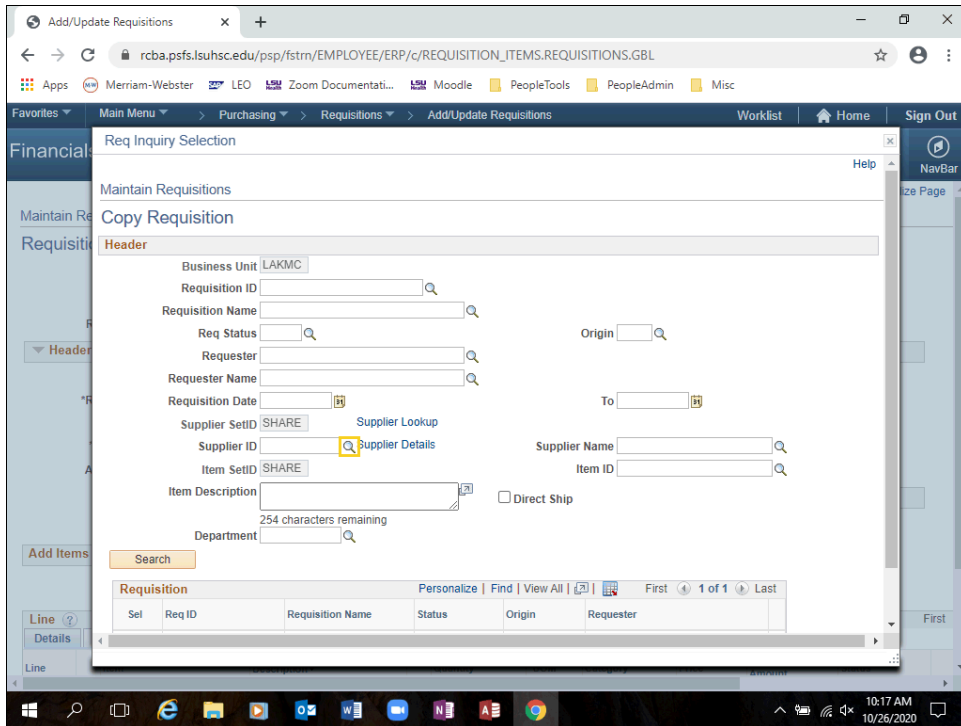 Add/Update Requisitions
rcba.psfs.lsuhsc.edu/psp/fstrn/EMPLOYEE/ERP/c/REQUISITION_ITEMS.REQUISITIONS.GBL
Apps Merriam-Webster LEO Zoom Documentati... Moodle PeopleTools PeopleAdmin Misc
Favorites Main Menu > Purchasing > Requisitions > Add/Update Requisitions Worklist Home Sign Out
Req Inquiry Selection
Financials
NavBar
Help
ize Page
Maintain Requisitions
Maintain Re
Copy Requisition
Requisiti
Header
Business Unit LAKMC
Requisition ID
Requisition Name
Req Status Origin
Requester
Header
Requester Name
Requisition Date To
Supplier SetID SHARE Supplier Lookup
Supplier ID Supplier Details Supplier Name
Item SetID SHARE Item ID
Item Description Direct Ship
254 characters remaining
Department
Add Items
Search
Requisition Personalize | Find | View All | First 1 of 1 Last
Sel Req ID Requisition Name Status Origin Requester
Line First
Details
Line
10:17 AM
10/26/2020